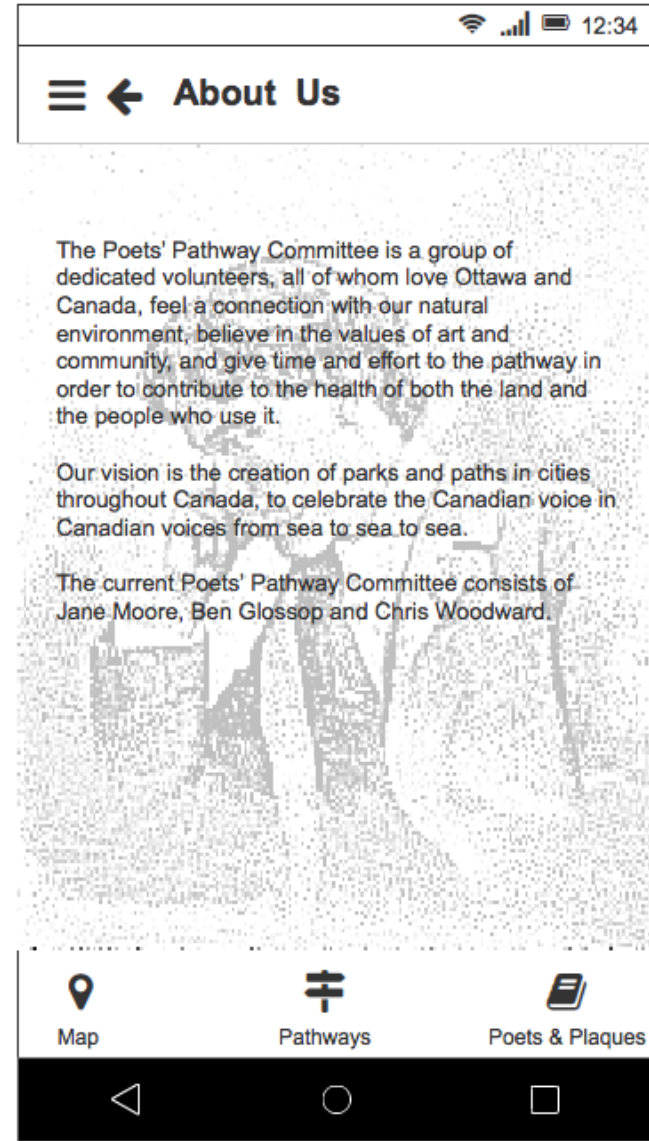 12:34
About Us
The Poets' Pathway Committee is a group of
dedicated volunteers, all of whom love Ottawa and
Canada, feel a connection with our natural
environment, believe in the values of art and
community, and give time and effort to the pathway in
order to contribute to the health of both the land and
the people who use it.
Our vision is the creation of parks and paths in cities
throughout Canada, to celebrate the Canadian voice in
Canadian voices from sea to sea to sea.
The current Poets' Pathway Committee consists of
Jane Moore, Ben Glossop and Chris Woodward.
Map
Pathways
Poets & Plaques